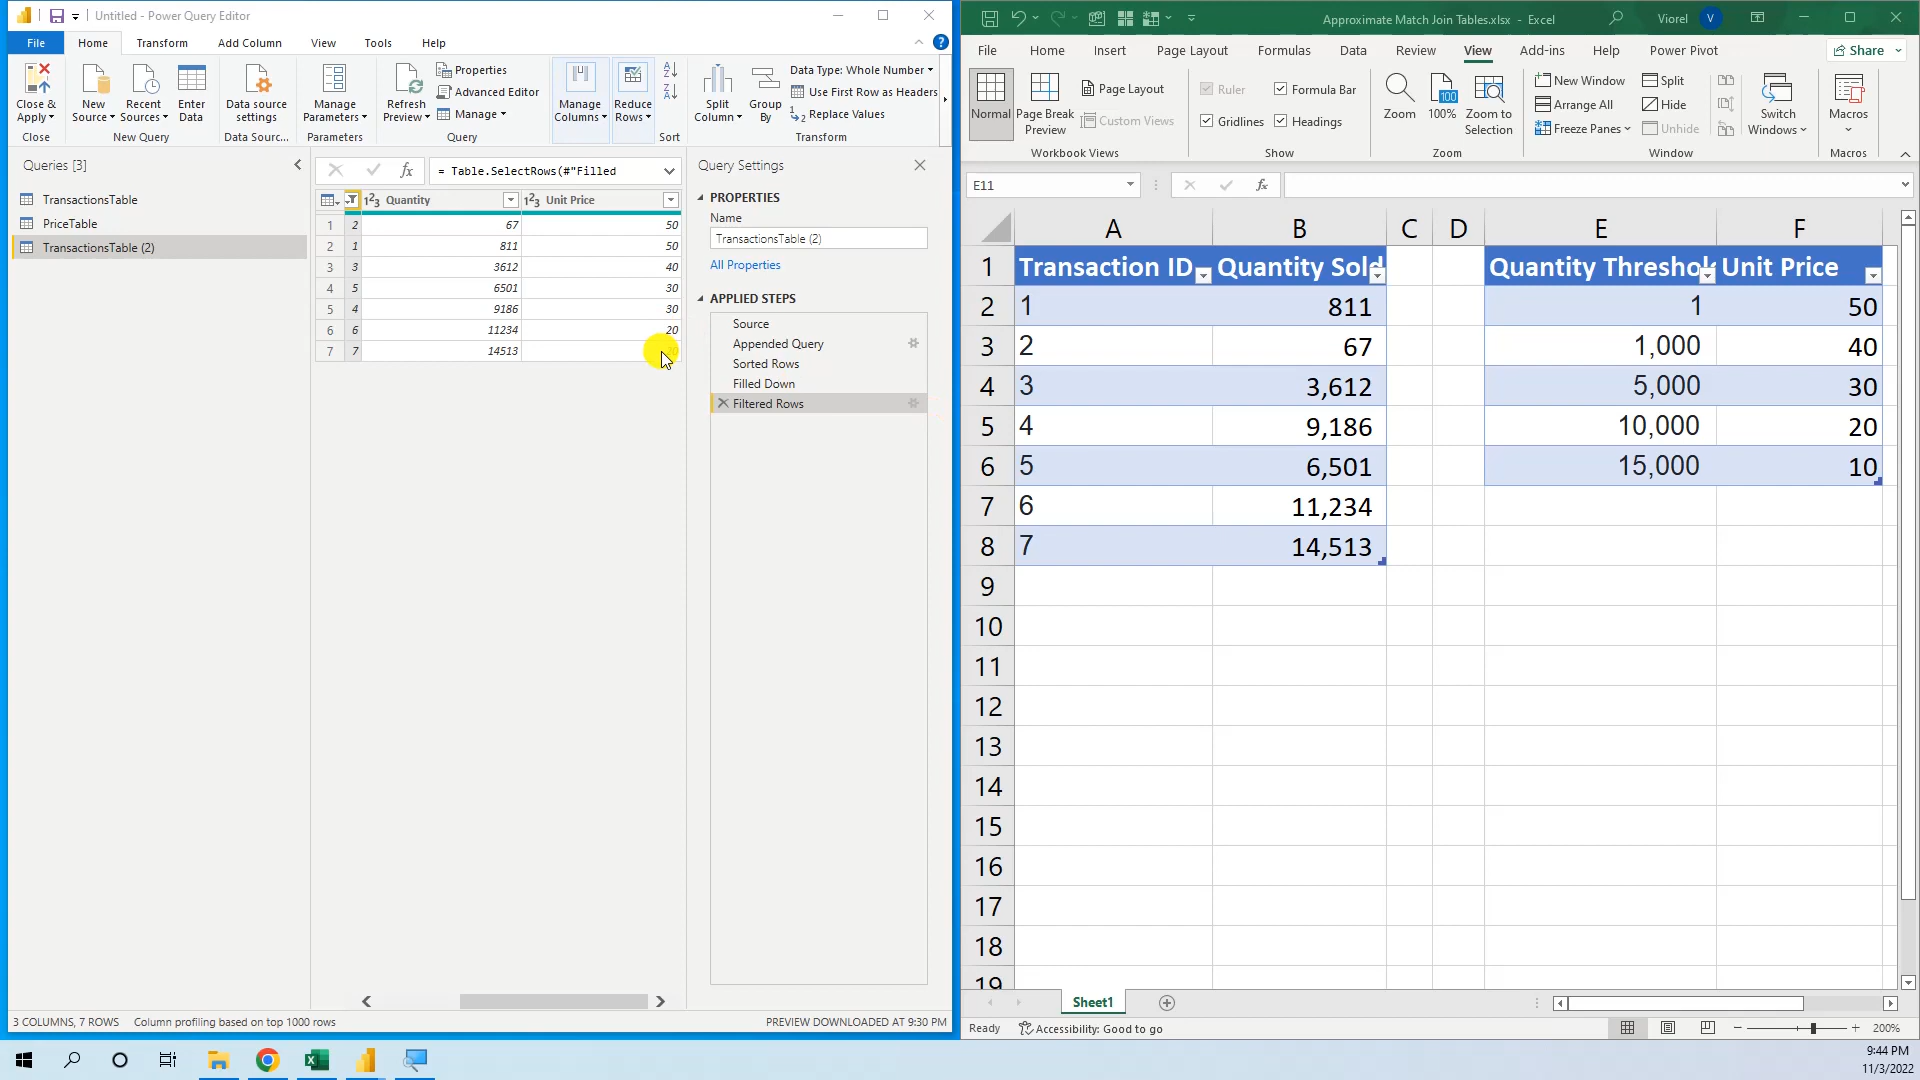 Untitled - Power Query Editor
File Home Transform Add Column View Tools Help
Close & Apply
Close
New Source
Recent Sources
Enter Data
New Query
Data source settings
Data Sourc...
Manage Parameters
Parameters
Refresh Preview
Properties
Advanced Editor
Manage
Query
Manage Columns
Reduce Rows
Sort
Split Column
Group By
Data Type: Whole Number
Use First Row as Headers
Replace Values
Transform
Queries [3]
TransactionsTable
PriceTable
TransactionsTable (2)
fx = Table.SelectRows(#"Filled
Quantity Unit Price
1 2 67 50
2 1 811 50
3 3 3612 40
4 5 6501 30
5 4 9186 30
6 6 11234 20
7 7 14513
Query Settings
PROPERTIES
Name
TransactionsTable (2)
All Properties
APPLIED STEPS
Source
Appended Query
Sorted Rows
Filled Down
Filtered Rows
3 COLUMNS, 7 ROWS Column profiling based on top 1000 rows PREVIEW DOWNLOADED AT 9:30 PM
Approximate Match Join Tables.xlsx - Excel
Viorel V
File Home Insert Page Layout Formulas Data Review View Add-ins Help Power Pivot Share
Normal
Page Break Preview
Page Layout
Custom Views
Workbook Views
Ruler
Formula Bar
Gridlines
Headings
Show
Zoom
100
100%
Zoom to Selection
Zoom
New Window
Arrange All
Freeze Panes
Split
Hide
Unhide
Switch Windows
Window
Macros
Macros
E11 fx
A B C D E F
1 Transaction ID Quantity Sold Quantity Threshol Unit Price
2 1 811 1 50
3 2 67 1,000 40
4 3 3,612 5,000 30
5 4 9,186 10,000 20
6 5 6,501 15,000 10
7 6 11,234
8 7 14,513
9
10
11
12
13
14
15
16
17
18
19
Sheet1
Ready Accessibility: Good to go 200%
9:44 PM
11/3/2022